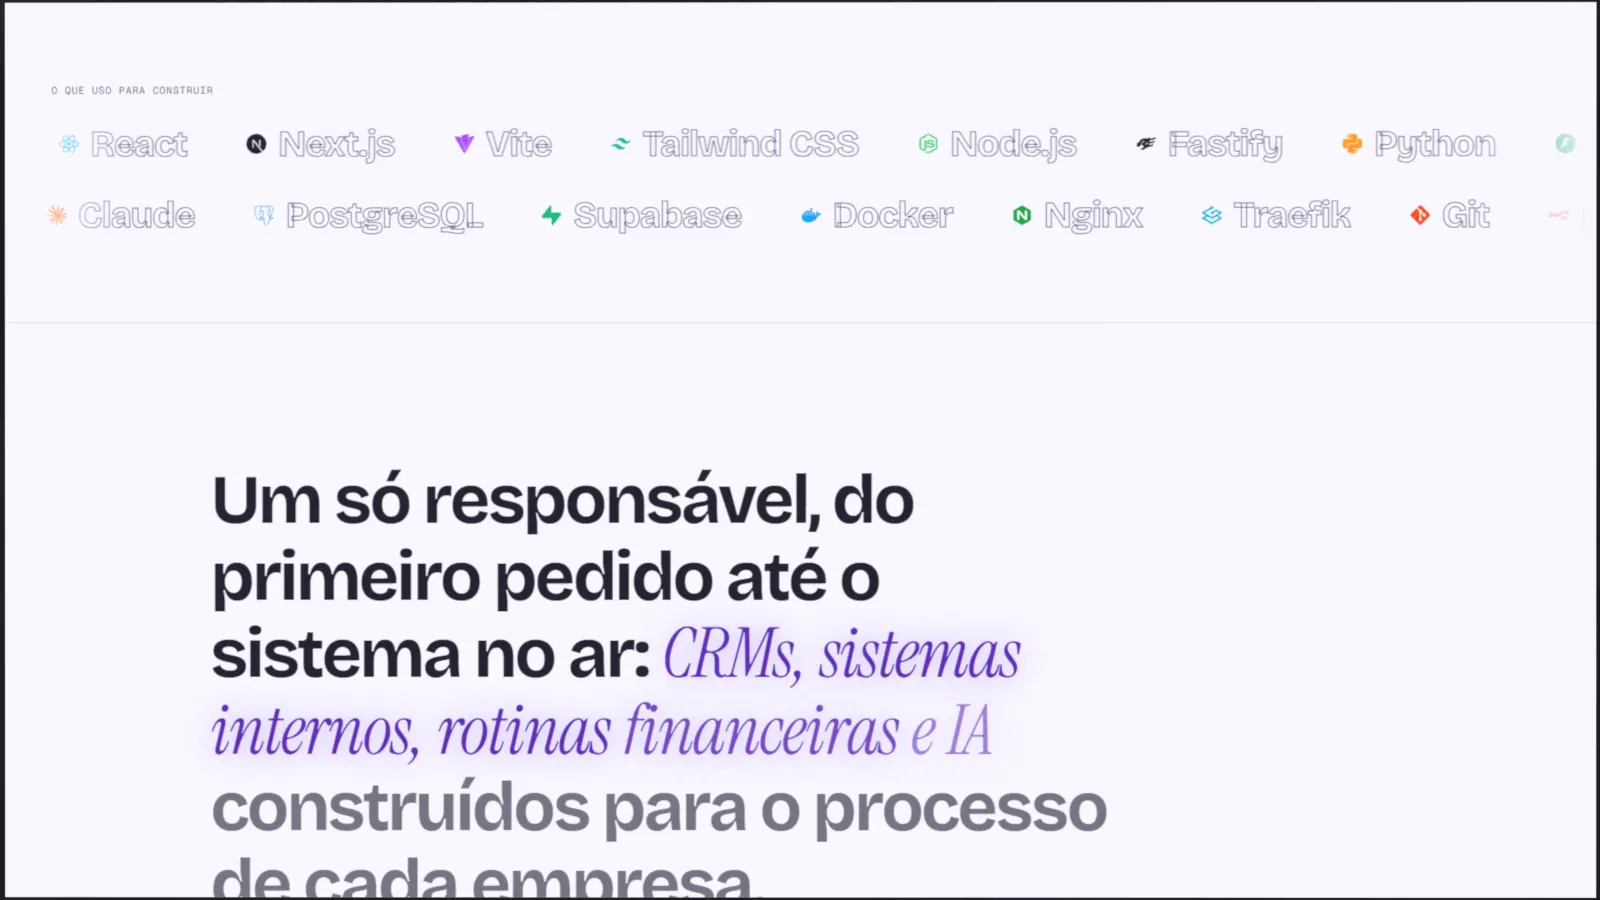 O QUE USO PARA CONSTRUIR
React Next.js Vite Tailwind CSS Node.js Fastify Python
Claude PostgreSQL Supabase Docker Nginx Traefik Git
Um só responsável, do
primeiro pedido até o
sistema no ar: CRMs, sistemas
internos, rotinas financeiras e IA
construídos para o processo
de cada empresa.